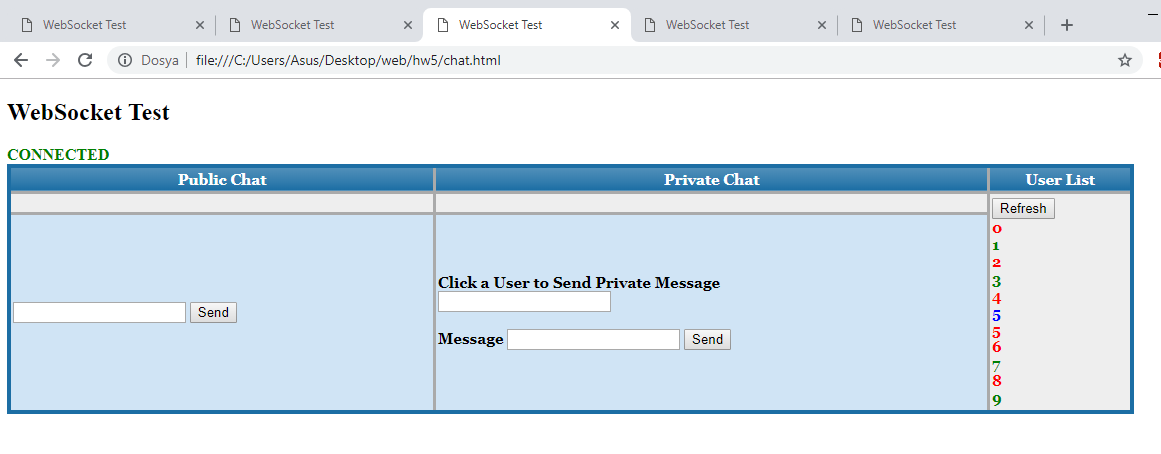 WebSocket Test WebSocket Test WebSocket Test WebSocket Test WebSocket Test
Dosya file:///C:/Users/Asus/Desktop/web/hw5/chat.html
WebSocket Test
CONNECTED
Public Chat Private Chat User List
Refresh
0
1
2
3
4
5
5
6
7
8
9
Click a User to Send Private Message
Send
Message Send